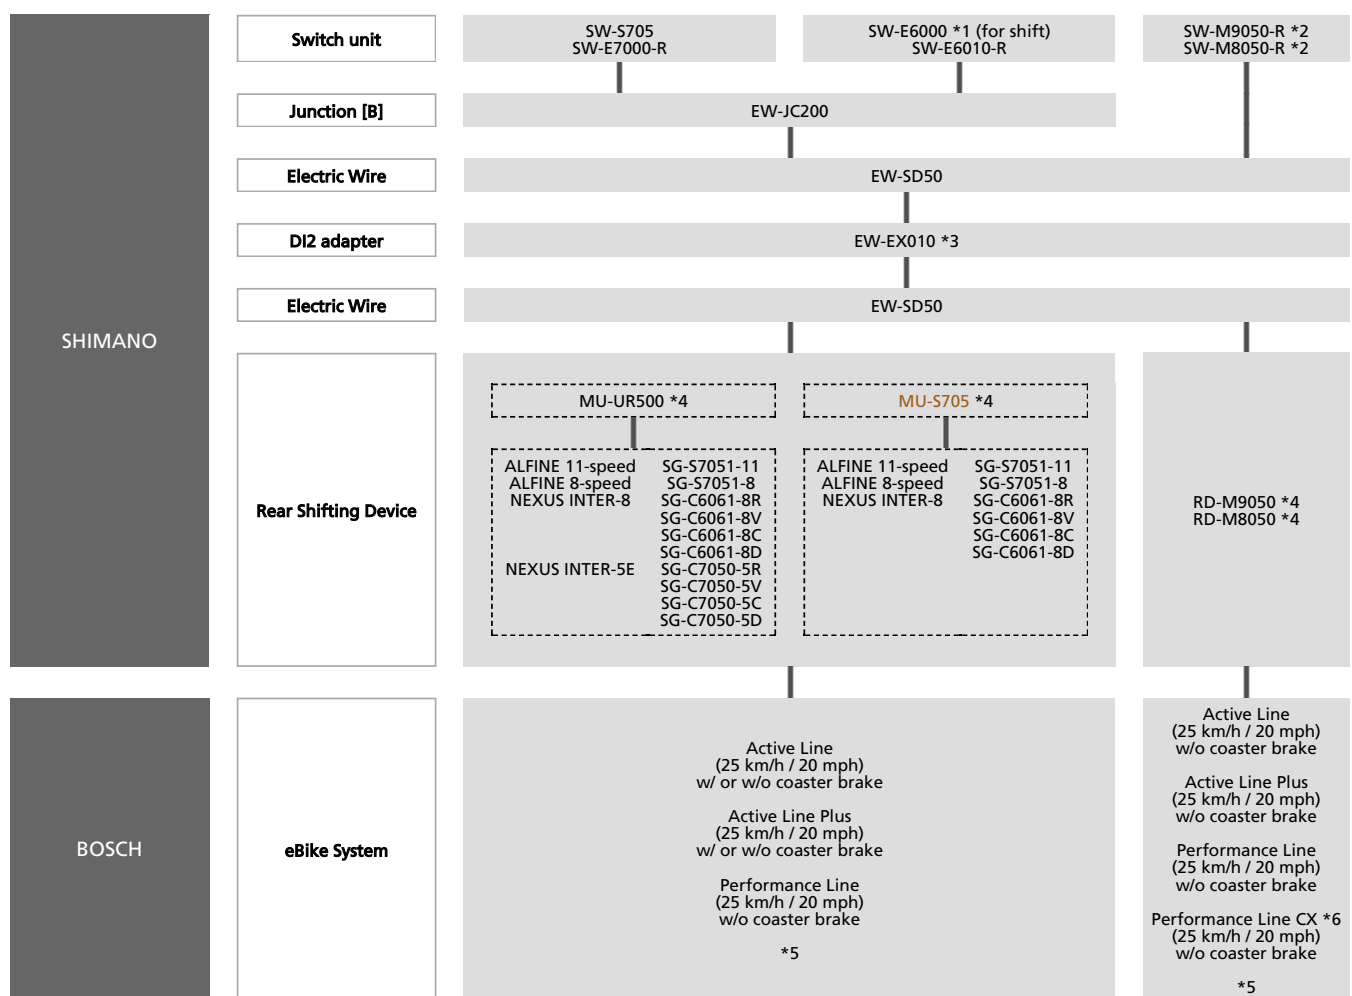 SHIMANO
Switch unit
SW-S705
SW-E7000-R
SW-E6000 *1 (for shift)
SW-E6010-R
SW-M9050-R *2
SW-M8050-R *2
Junction [B]
EW-JC200
Electric Wire
EW-SD50
DI2 adapter
EW-EX010 *3
Electric Wire
EW-SD50
Rear Shifting Device
MU-UR500 *4
ALFINE 11-speed SG-S7051-11
ALFINE 8-speed SG-S7051-8
NEXUS INTER-8 SG-C6061-8R
SG-C6061-8V
SG-C6061-8C
SG-C6061-8D
NEXUS INTER-5E SG-C7050-5R
SG-C7050-5V
SG-C7050-5C
SG-C7050-5D
MU-S705 *4
ALFINE 11-speed SG-S7051-11
ALFINE 8-speed SG-S7051-8
NEXUS INTER-8 SG-C6061-8R
SG-C6061-8V
SG-C6061-8C
SG-C6061-8D
RD-M9050 *4
RD-M8050 *4
BOSCH
eBike System
Active Line
(25 km/h / 20 mph)
w/ or w/o coaster brake
Active Line Plus
(25 km/h / 20 mph)
w/ or w/o coaster brake
Performance Line
(25 km/h / 20 mph)
w/o coaster brake
*5
Active Line
(25 km/h / 20 mph)
w/o coaster brake
Active Line Plus
(25 km/h / 20 mph)
w/o coaster brake
Performance Line
(25 km/h / 20 mph)
w/o coaster brake
Performance Line CX *6
(25 km/h / 20 mph)
w/o coaster brake
*5